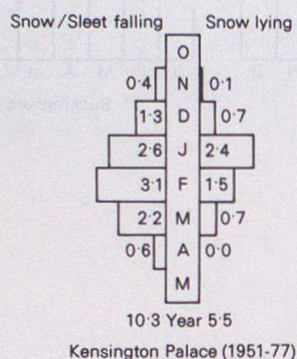 Snow/Sleet falling Snow lying
O
0·4 N 0·1
1·3 D 0·7
2·6 J 2·4
3·1 F 1·5
2·2 M 0·7
0·6 A 0·0
M
10·3 Year 5·5
Kensington Palace (1951-77)